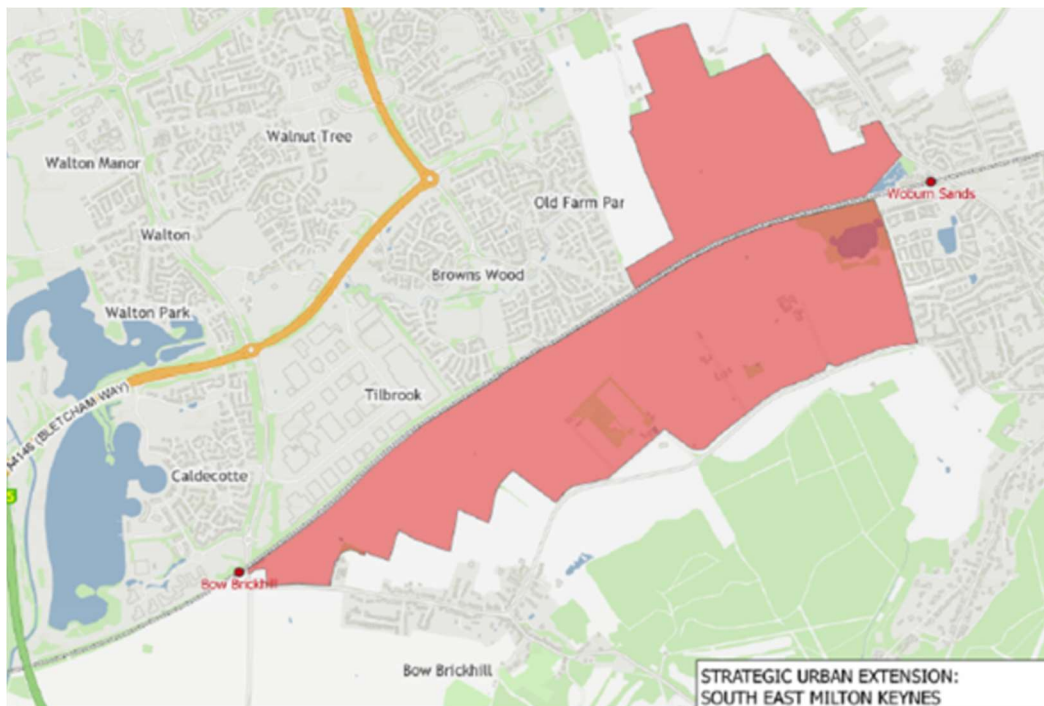 Walnut Tree
Walton Manor
Woburn Sands
Old Farm Par
Walton
Browns Wood
Walton Park
Tilbrook
(BLETCHAM WAY)
Caldecotte
5
Bow Brickhill
Bow Brickhill
STRATEGIC URBAN EXTENSION:
SOUTH EAST MILTON KEYNES